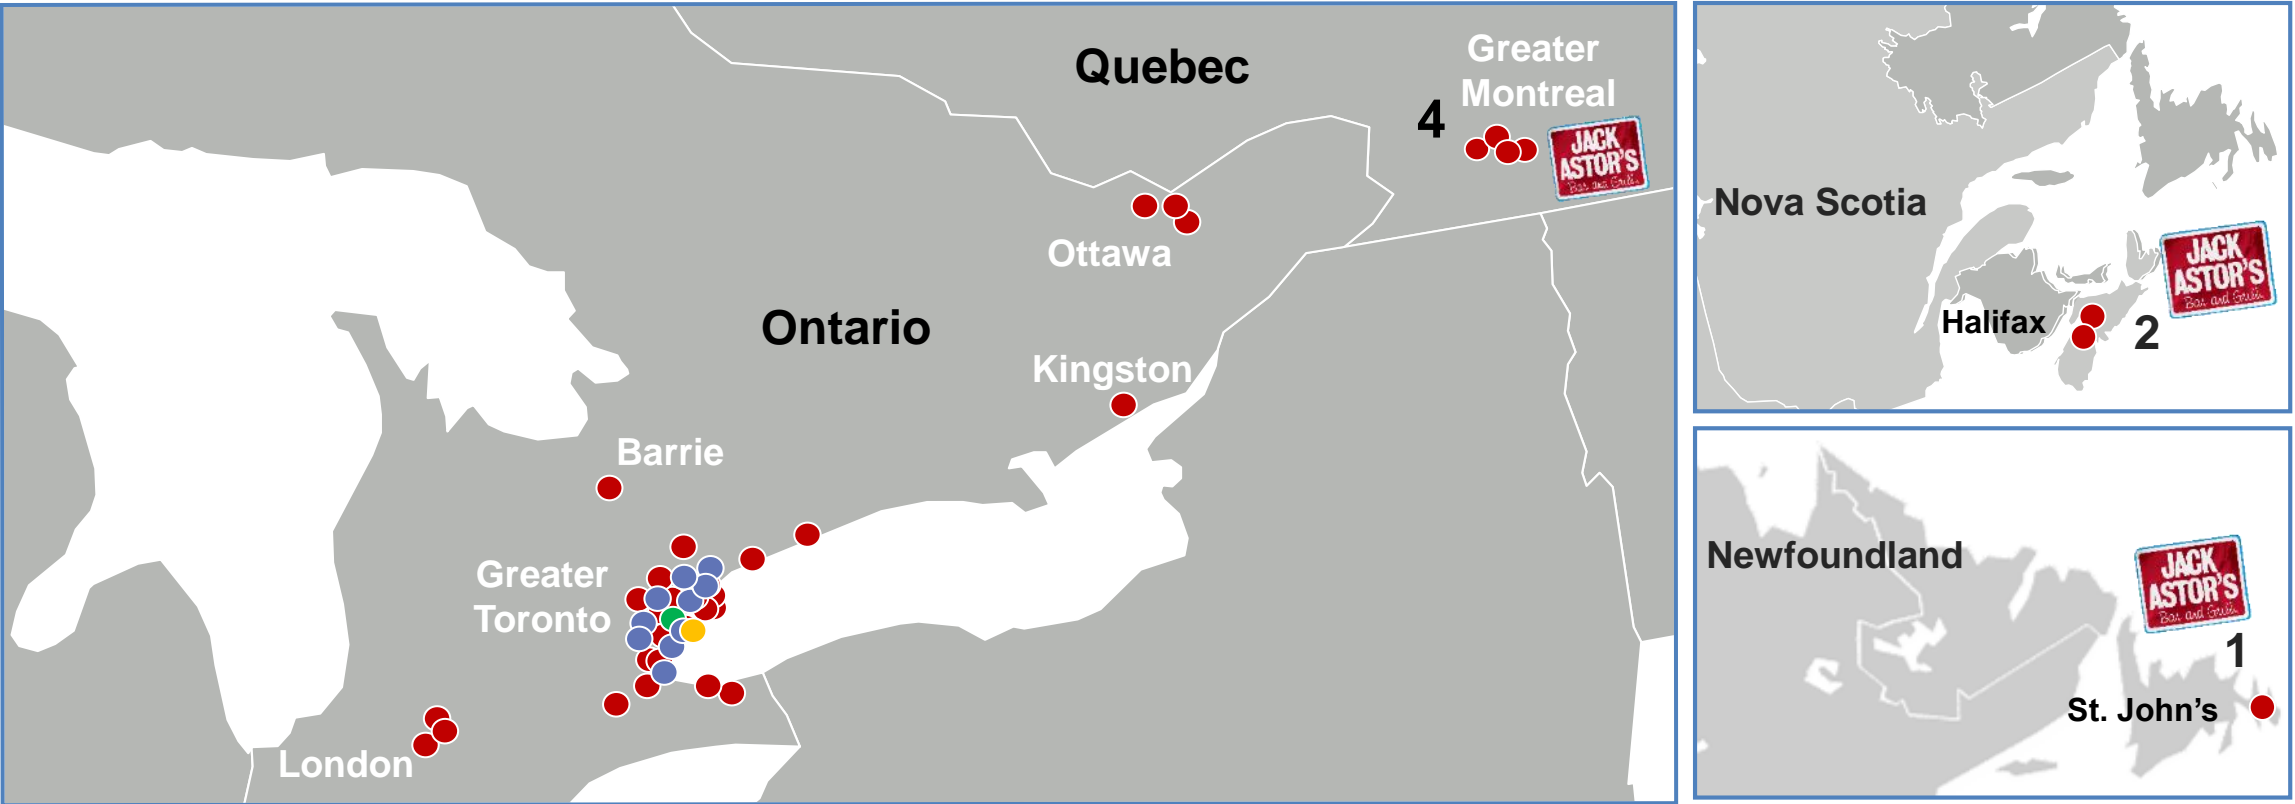 Quebec
Greater
Montreal
4
JACK
ASTOR'S
Bar and Grill
Ottawa
Ontario
Kingston
Barrie
Greater
Toronto
London
Nova Scotia
JACK
ASTOR'S
Bar and Grill
Halifax
2
Newfoundland
JACK
ASTOR'S
Bar and Grill
1
St. John’s